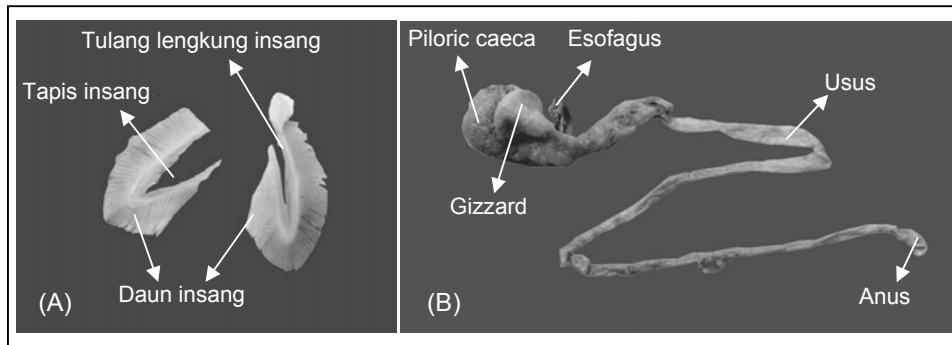 Tulang lengkung insang
Tapis insang
Daun insang
(A)
Piloric caeca
Esofagus
Usus
Gizzard
Anus
(B)